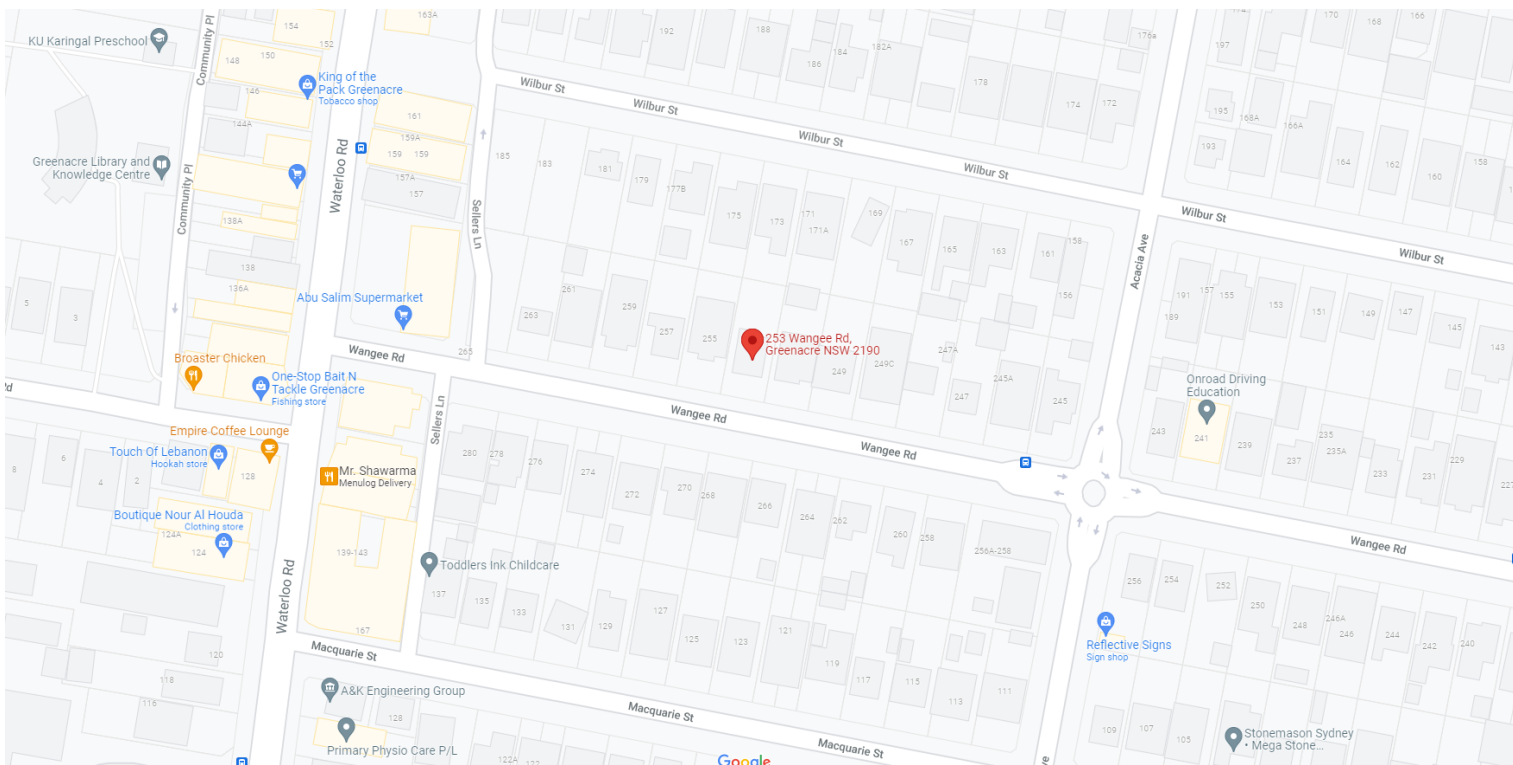 163A
154
152
KU Karingal Preschool
Community Pl
150
148
146
144A
King of the
Pack Greenacre
Tobacco shop
161
159A
159
159
157A
157
Waterloo Rd
Greenacre Library and
Knowledge Centre
Community Pl
138A
138
136A
Sellers Ln
Abu Salim Supermarket
5
3
Broaster Chicken
One-Stop Bait N
Tackle Greenacre
Fishing store
Wangee Rd
265
Rd
Empire Coffee Lounge
Touch Of Lebanon
Hookah store
128
8
6
4
2
Mr. Shawarma
Menulog Delivery
Sellers Ln
Boutique Nour Al Houda
Clothing store
124A
124
139-143
Waterloo Rd
167
120
118
116
Toddlers Ink Childcare
Macquarie St
A&K Engineering Group
128
Primary Physio Care P/L
122A
192
188
186
184
182A
178
174
172
170
168
166
176a
197
Wilbur St
Wilbur St
Wilbur St
Wilbur St
Wilbur St
Wilbur St
185
183
181
179
177B
175
173
171
171A
169
167
165
163
161
158
156
195
168A
166A
193
164
162
160
158
Acacia Ave
191
157
155
189
153
151
149
147
145
143
263
261
259
257
255
253 Wangee Rd,
Greenacre NSW 2190
249
249C
247A
247
245A
245
Onroad Driving
Education
243
241
239
237
235
235A
233
231
229
227
Wangee Rd
Wangee Rd
Wangee Rd
280
278
276
274
272
270
268
266
264
262
260
258
256A-258
256
254
252
250
248
246A
246
244
242
240
Reflective Signs
Sign shop
137
135
133
131
129
127
125
123
121
119
117
115
113
111
109
107
105
Macquarie St
Macquarie St
Stonemason Sydney
• Mega Stone...
Google